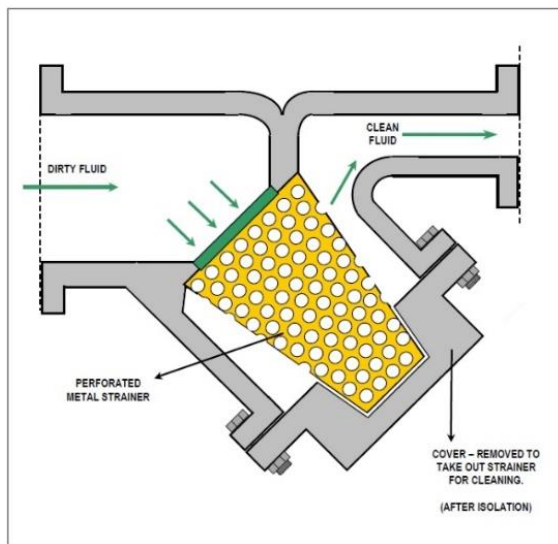 CLEAN
FLUID
DIRTY FLUID
PERFORATED
METAL STRAINER
COVER – REMOVED TO
TAKE OUT STRAINER
FOR CLEANING.
(AFTER ISOLATION)